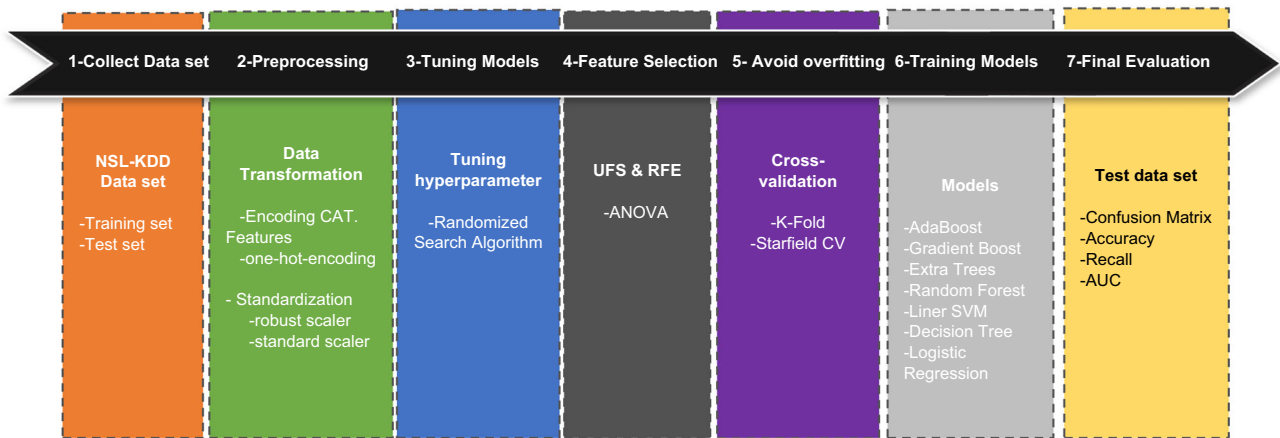 1-Collect Data set
2-Preprocessing
3-Tuning Models
4-Feature Selection
5- Avoid overfitting
6-Training Models
7-Final Evaluation
NSL-KDD
Data set
-Training set
-Test set
Data
Transformation
-Encoding CAT.
Features
-one-hot-encoding
- Standardization
-robust scaler
-standard scaler
Tuning
hyperparameter
-Randomized
Search Algorithm
UFS & RFE
-ANOVA
Cross-
validation
-K-Fold
-Starfield CV
Models
-AdaBoost
-Gradient Boost
-Extra Trees
-Random Forest
-Liner SVM
-Decision Tree
-Logistic
Regression
Test data set
-Confusion Matrix
-Accuracy
-Recall
-AUC